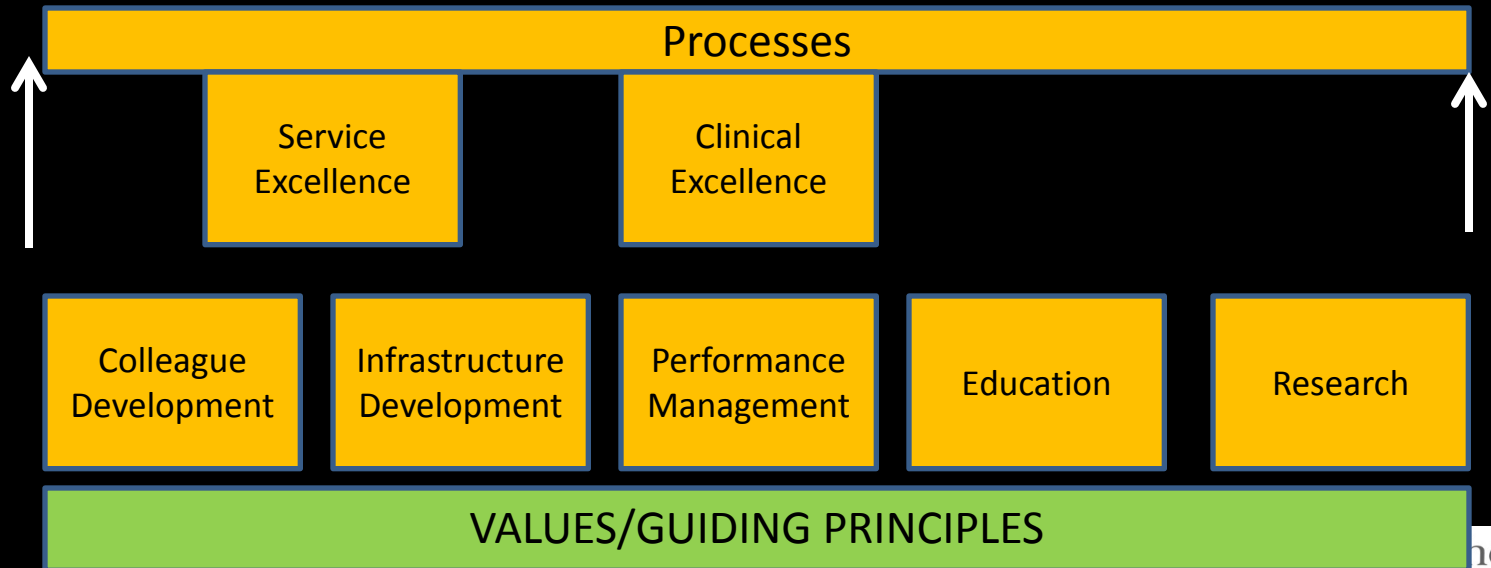 Processes
Service
Excellence
Clinical
Excellence
Colleague
Development
Infrastructure
Development
Performance
Management
Education
Research
VALUES/GUIDING PRINCIPLES